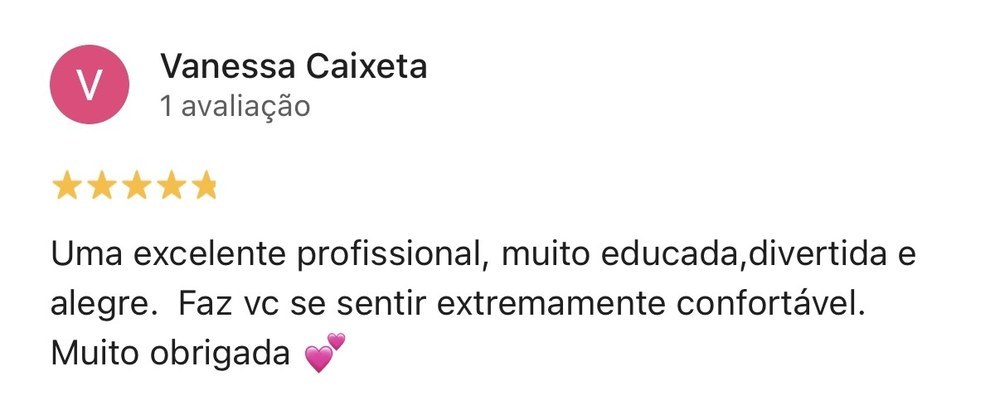 V
Vanessa Caixeta
1 avaliação
Uma excelente profissional, muito educada,divertida e
alegre.  Faz vc se sentir extremamente confortável.
Muito obrigada 💕